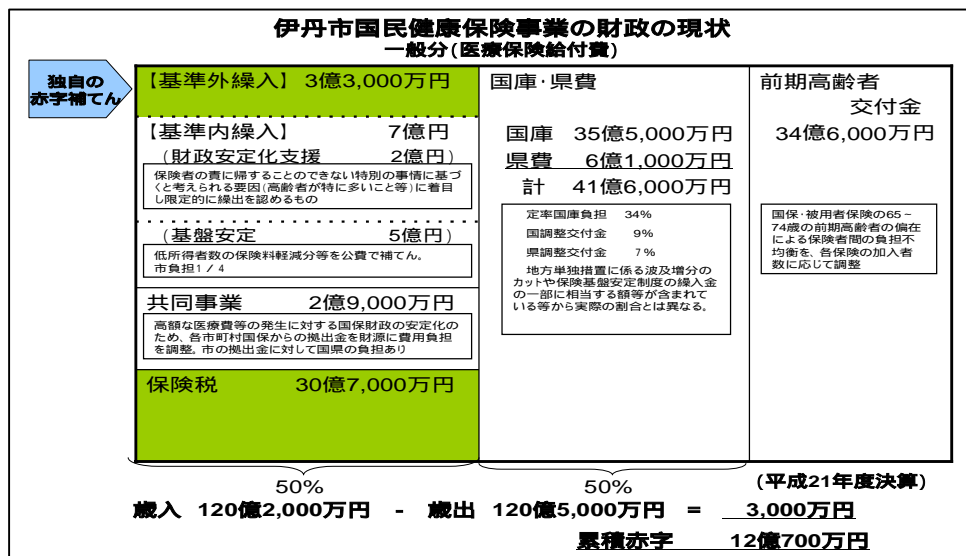 伊丹市国民健康保険事業の財政の現状
一般分(医療保険給付費)
独自の
赤字補てん
【基準外繰入】 3億3,000万円
【基準内繰入】 7億円
(財政安定化支援 2億円)
保険者の責に帰することのできない特別の事情に基づ
くと考えられる要因(高齢者が特に多いこと等)に着目
し限定的に繰出を認めるもの
(基盤安定 5億円)
低所得者数の保険料軽減分等を公費で補てん。
市負担1/4
共同事業 2億9,000万円
高額な医療費等の発生に対する国保財政の安定化の
ため、各市町村国保からの拠出金を財源に費用負担
を調整。市の拠出金に対して国県の負担あり
保険税 30億7,000万円
国庫・県費
国庫 35億5,000万円
県費 6億1,000万円
計 41億6,000万円
定率国庫負担 34%
国調整交付金 9%
県調整交付金 7%
地方単独措置に係る波及増分の
カットや保険基盤安定制度の繰入金
の一部に相当する額等が含まれて
いる等から実際の割合とは異なる。
前期高齢者
交付金
34億6,000万円
国保・被用者保険の65~
74歳の前期高齢者の偏在
による保険者間の負担不
均衡を、各保険の加入者
数に応じて調整
50%
50%
(平成21年度決算)
歳入 120億2,000万円 - 歳出 120億5,000万円 = 3,000万円
累積赤字 12億700万円